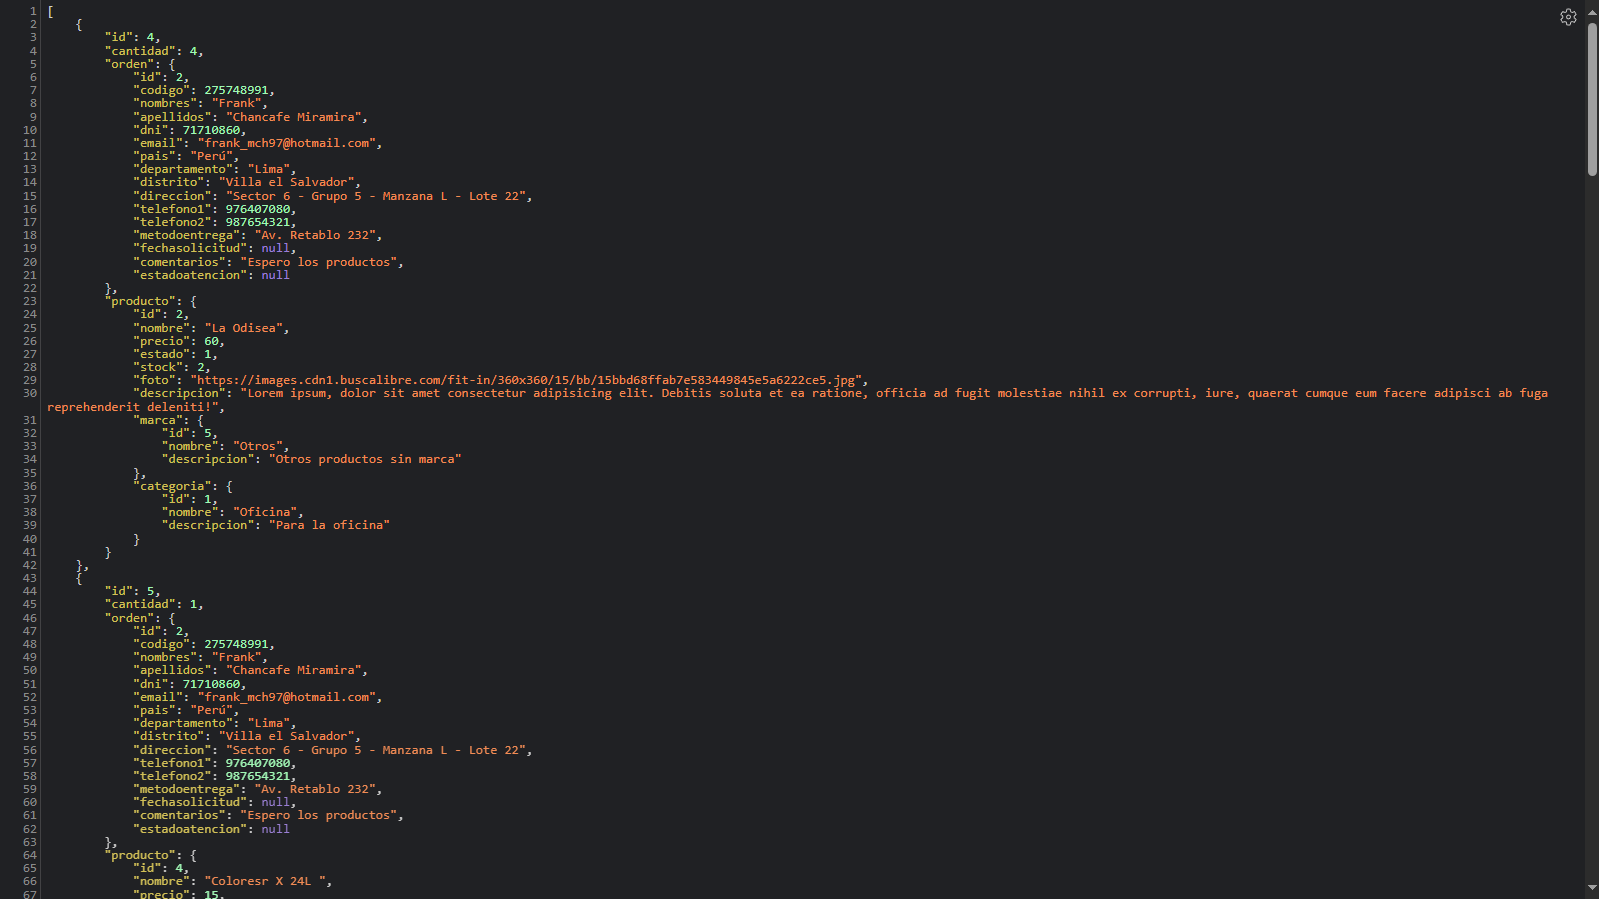 1 [
2 {
3 "id": 4,
4 "cantidad": 4,
5 "orden": {
6 "id": 2,
7 "codigo": 275748991,
8 "nombres": "Frank",
9 "apellidos": "Chancafe Miramira",
10 "dni": 71710860,
11 "email": "frank_mch97@hotmail.com",
12 "pais": "Perú",
13 "departamento": "Lima",
14 "distrito": "Villa el Salvador",
15 "direccion": "Sector 6 - Grupo 5 - Manzana L - Lote 22",
16 "telefono1": 976407080,
17 "telefono2": 987654321,
18 "metodoentrega": "Av. Retablo 232",
19 "fechasolicitud": null,
20 "comentarios": "Espero los productos",
21 "estadoatencion": null
22 },
23 "producto": {
24 "id": 2,
25 "nombre": "La Odisea",
26 "precio": 60,
27 "estado": 1,
28 "stock": 2,
29 "foto": "https://images.cdn1.buscalibre.com/fit-in/360x360/15/bb/15bbd68ffab7e583449845e5a6222ce5.jpg",
30 "descripcion": "Lorem ipsum, dolor sit amet consectetur adipisicing elit. Debitis soluta et ea ratione, officia ad fugit molestiae nihil ex corrupti, iure, quaerat cumque eum facere adipisci ab fuga
reprehenderit deleniti!",
31 "marca": {
32 "id": 5,
33 "nombre": "Otros",
34 "descripcion": "Otros productos sin marca"
35 },
36 "categoria": {
37 "id": 1,
38 "nombre": "Oficina",
39 "descripcion": "Para la oficina"
40 }
41 }
42 },
43 {
44 "id": 5,
45 "cantidad": 1,
46 "orden": {
47 "id": 2,
48 "codigo": 275748991,
49 "nombres": "Frank",
50 "apellidos": "Chancafe Miramira",
51 "dni": 71710860,
52 "email": "frank_mch97@hotmail.com",
53 "pais": "Perú",
54 "departamento": "Lima",
55 "distrito": "Villa el Salvador",
56 "direccion": "Sector 6 - Grupo 5 - Manzana L - Lote 22",
57 "telefono1": 976407080,
58 "telefono2": 987654321,
59 "metodoentrega": "Av. Retablo 232",
60 "fechasolicitud": null,
61 "comentarios": "Espero los productos",
62 "estadoatencion": null
63 },
64 "producto": {
65 "id": 4,
66 "nombre": "Coloresr X 24L ",
67 "precio": 15,